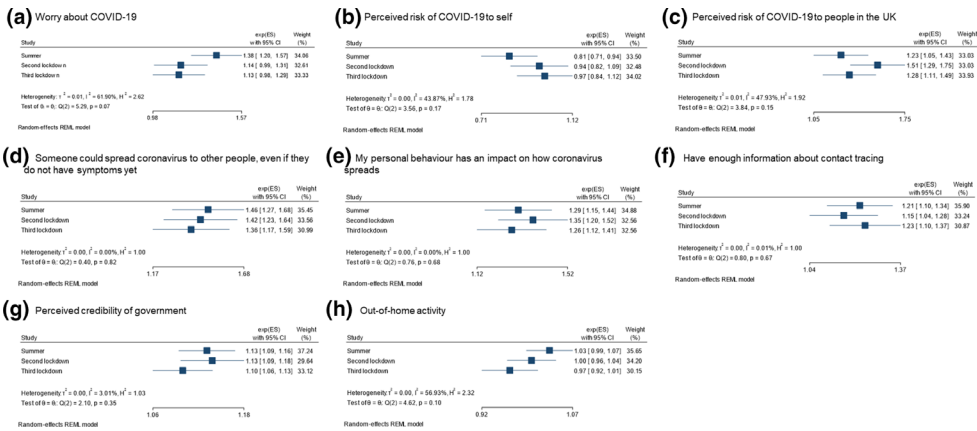 (a) Worry about COVID-19
exp(ES) Weight
Study with 95% CI (%)
Summer 1.38 [ 1.20, 1.57] 34.06
Second lockdow n 1.14 [ 0.99, 1.31] 32.61
Third lockdow n 1.13 [ 0.98, 1.29] 33.33
Heterogeneity: τ² = 0.01, I² = 61.90%, H² = 2.62
Test of θᵢ = θⱼ: Q(2) = 5.29, p = 0.07
0.98 1.57
Random-effects REML model
(b) Perceived risk of COVID-19 to self
exp(ES) Weight
Study with 95% CI (%)
Summer 0.81 [ 0.71, 0.94] 33.50
Second lockdown 0.94 [ 0.82, 1.09] 32.48
Third lockdown 0.97 [ 0.84, 1.12] 34.02
Heterogeneity: τ² = 0.00, I² = 43.87%, H² = 1.78
Test of θᵢ = θⱼ: Q(2) = 3.56, p = 0.17
0.71 1.12
Random-effects REML model
(c) Perceived risk of COVID-19 to people in the UK
exp(ES) Weight
Study with 95% CI (%)
Summer 1.23 [ 1.05, 1.43] 33.03
Second lockdown 1.51 [ 1.29, 1.75] 33.03
Third lockdown 1.28 [ 1.11, 1.49] 33.93
Heterogeneity: τ² = 0.01, I² = 47.93%, H² = 1.92
Test of θᵢ = θⱼ: Q(2) = 3.84, p = 0.15
1.05 1.75
Random-effects REML model
(d) Someone could spread coronavirus to other people, even if they
do not have symptoms yet
exp(ES) Weight
Study with 95% CI (%)
Summer 1.46 [ 1.27, 1.68] 35.45
Second lockdown 1.42 [ 1.23, 1.64] 33.56
Third lockdown 1.36 [ 1.17, 1.59] 30.99
Heterogeneity: τ² = 0.00, I² = 0.00%, H² = 1.00
Test of θᵢ = θⱼ: Q(2) = 0.40, p = 0.82
1.17 1.68
Random-effects REML model
(e) My personal behaviour has an impact on how coronavirus
spreads
exp(ES) Weight
Study with 95% CI (%)
Summer 1.29 [ 1.15, 1.44] 34.88
Second lockdown 1.35 [ 1.20, 1.52] 32.56
Third lockdown 1.26 [ 1.12, 1.41] 32.56
Heterogeneity: τ² = 0.00, I² = 0.00%, H² = 1.00
Test of θᵢ = θⱼ: Q(2) = 0.76, p = 0.68
1.12 1.52
Random-effects REML model
(f) Have enough information about contact tracing
exp(ES) Weight
Study with 95% CI (%)
Summer 1.21 [ 1.10, 1.34] 35.90
Second lockdown 1.15 [ 1.04, 1.28] 33.24
Third lockdown 1.23 [ 1.10, 1.37] 30.87
Heterogeneity: τ² = 0.00, I² = 0.01%, H² = 1.00
Test of θᵢ = θⱼ: Q(2) = 0.80, p = 0.67
1.04 1.37
Random-effects REML model
(g) Perceived credibility of government
exp(ES) Weight
Study with 95% CI (%)
Summer 1.13 [ 1.09, 1.16] 37.24
Second lockdown 1.13 [ 1.09, 1.18] 29.64
Third lockdown 1.10 [ 1.06, 1.13] 33.12
Heterogeneity: τ² = 0.00, I² = 3.01%, H² = 1.03
Test of θᵢ = θⱼ: Q(2) = 2.10, p = 0.35
1.06 1.18
Random-effects REML model
(h) Out-of-home activity
exp(ES) Weight
Study with 95% CI (%)
Summer 1.03 [ 0.99, 1.07] 35.65
Second lockdown 1.00 [ 0.96, 1.04] 34.20
Third lockdown 0.97 [ 0.92, 1.01] 30.15
Heterogeneity: τ² = 0.00, I² = 56.93%, H² = 2.32
Test of θᵢ = θⱼ: Q(2) = 4.62, p = 0.10
0.92 1.07
Random-effects REML model